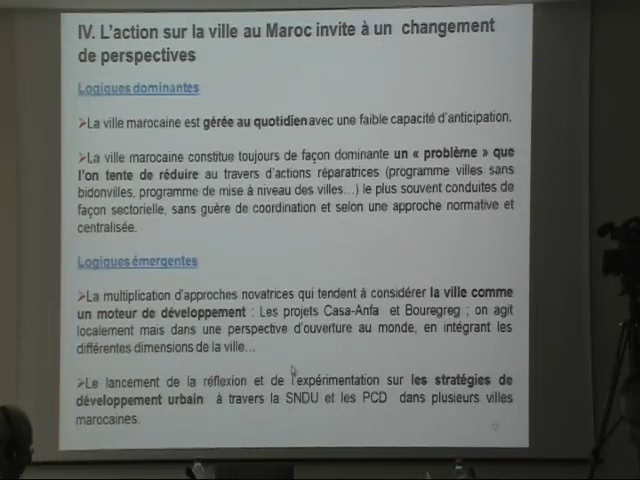 IV. L'action sur la ville au Maroc invite à un changement
de perspectives
Logiques dominantes
➢La ville marocaine est gérée au quotidien avec une faible capacité d'anticipation.
➢La ville marocaine constitue toujours de façon dominante un « problème » que
l'on tente de réduire au travers d'actions réparatrices (programme villes sans
bidonvilles, programme de mise à niveau des villes…) le plus souvent conduites de
façon sectorielle, sans guère de coordination et selon une approche normative et
centralisée.
Logiques émergentes
➢La multiplication d'approches novatrices qui tendent à considérer la ville comme
un moteur de développement : Les projets Casa-Anfa et Bouregreg ; on agit
localement mais dans une perspective d'ouverture au monde, en intégrant les
différentes dimensions de la ville…
➢Le lancement de la réflexion et de l'expérimentation sur les stratégies de
développement urbain à travers la SNDU et les PCD dans plusieurs villes
marocaines.